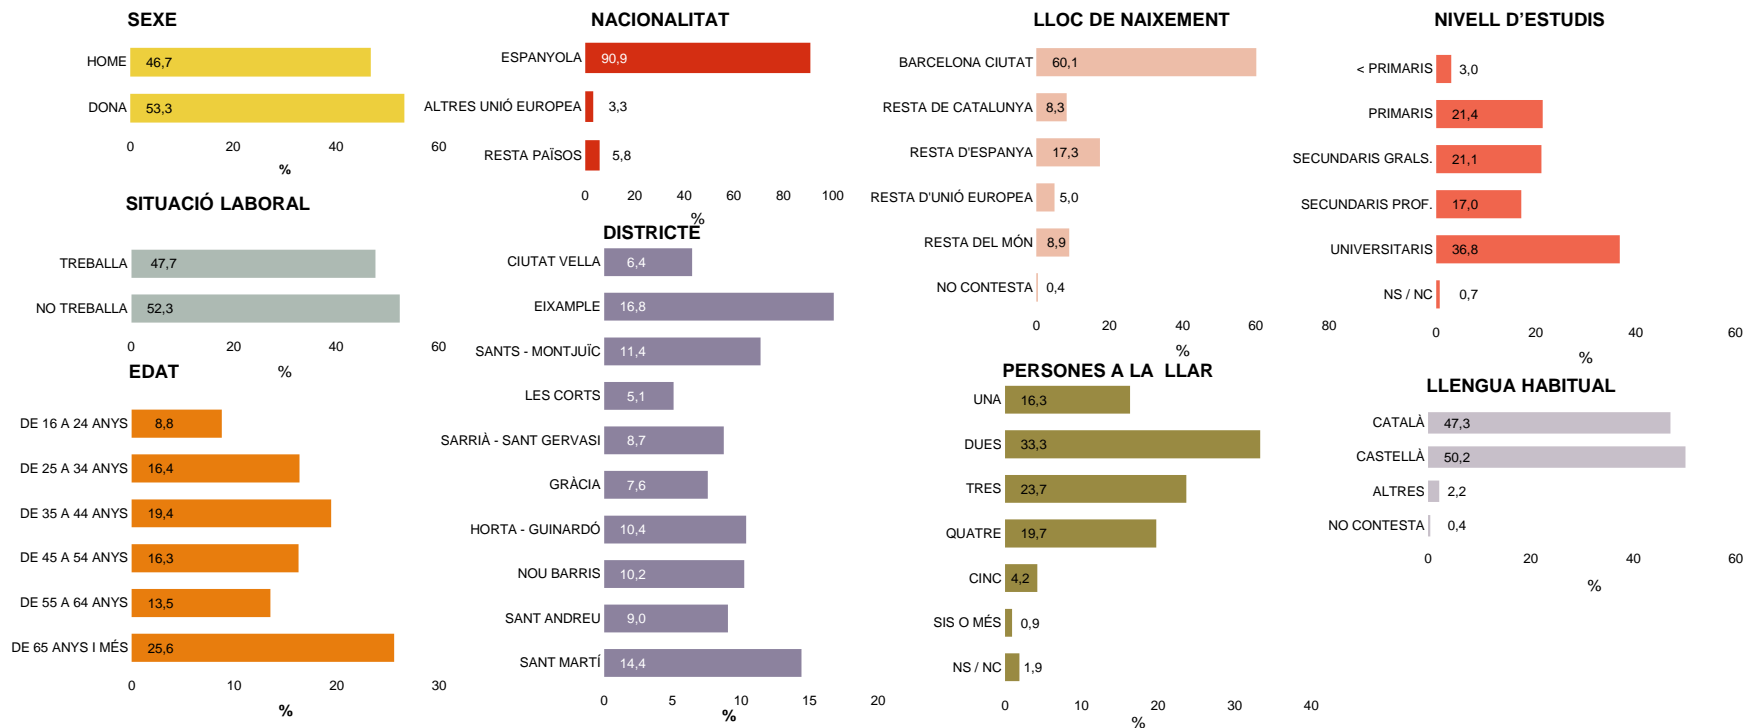 SEXE
HOME 46,7
DONA 53,3
0 20 40 60
%
SITUACIÓ LABORAL
TREBALLA 47,7
NO TREBALLA 52,3
0 20 40 60
%
EDAT
DE 16 A 24 ANYS 8,8
DE 25 A 34 ANYS 16,4
DE 35 A 44 ANYS 19,4
DE 45 A 54 ANYS 16,3
DE 55 A 64 ANYS 13,5
DE 65 ANYS I MÉS 25,6
0 10 20 30
%
NACIONALITAT
ESPANYOLA 90,9
ALTRES UNIÓ EUROPEA 3,3
RESTA PAÏSOS 5,8
0 20 40 60 80 100
%
DISTRICTE
CIUTAT VELLA 6,4
EIXAMPLE 16,8
SANTS - MONTJUÏC 11,4
LES CORTS 5,1
SARRIÀ - SANT GERVASI 8,7
GRÀCIA 7,6
HORTA - GUINARDÓ 10,4
NOU BARRIS 10,2
SANT ANDREU 9,0
SANT MARTÍ 14,4
0 5 10 15 20
%
LLOC DE NAIXEMENT
BARCELONA CIUTAT 60,1
RESTA DE CATALUNYA 8,3
RESTA D'ESPANYA 17,3
RESTA D'UNIÓ EUROPEA 5,0
RESTA DEL MÓN 8,9
NO CONTESTA 0,4
0 20 40 60 80
%
PERSONES A LA LLAR
UNA 16,3
DUES 33,3
TRES 23,7
QUATRE 19,7
CINC 4,2
SIS O MÉS 0,9
NS / NC 1,9
0 10 20 30 40
%
NIVELL D’ESTUDIS
< PRIMARIS 3,0
PRIMARIS 21,4
SECUNDARIS GRALS. 21,1
SECUNDARIS PROF. 17,0
UNIVERSITARIS 36,8
NS / NC 0,7
0 20 40 60
%
LLENGUA HABITUAL
CATALÀ 47,3
CASTELLÀ 50,2
ALTRES 2,2
NO CONTESTA 0,4
0 20 40 60
%